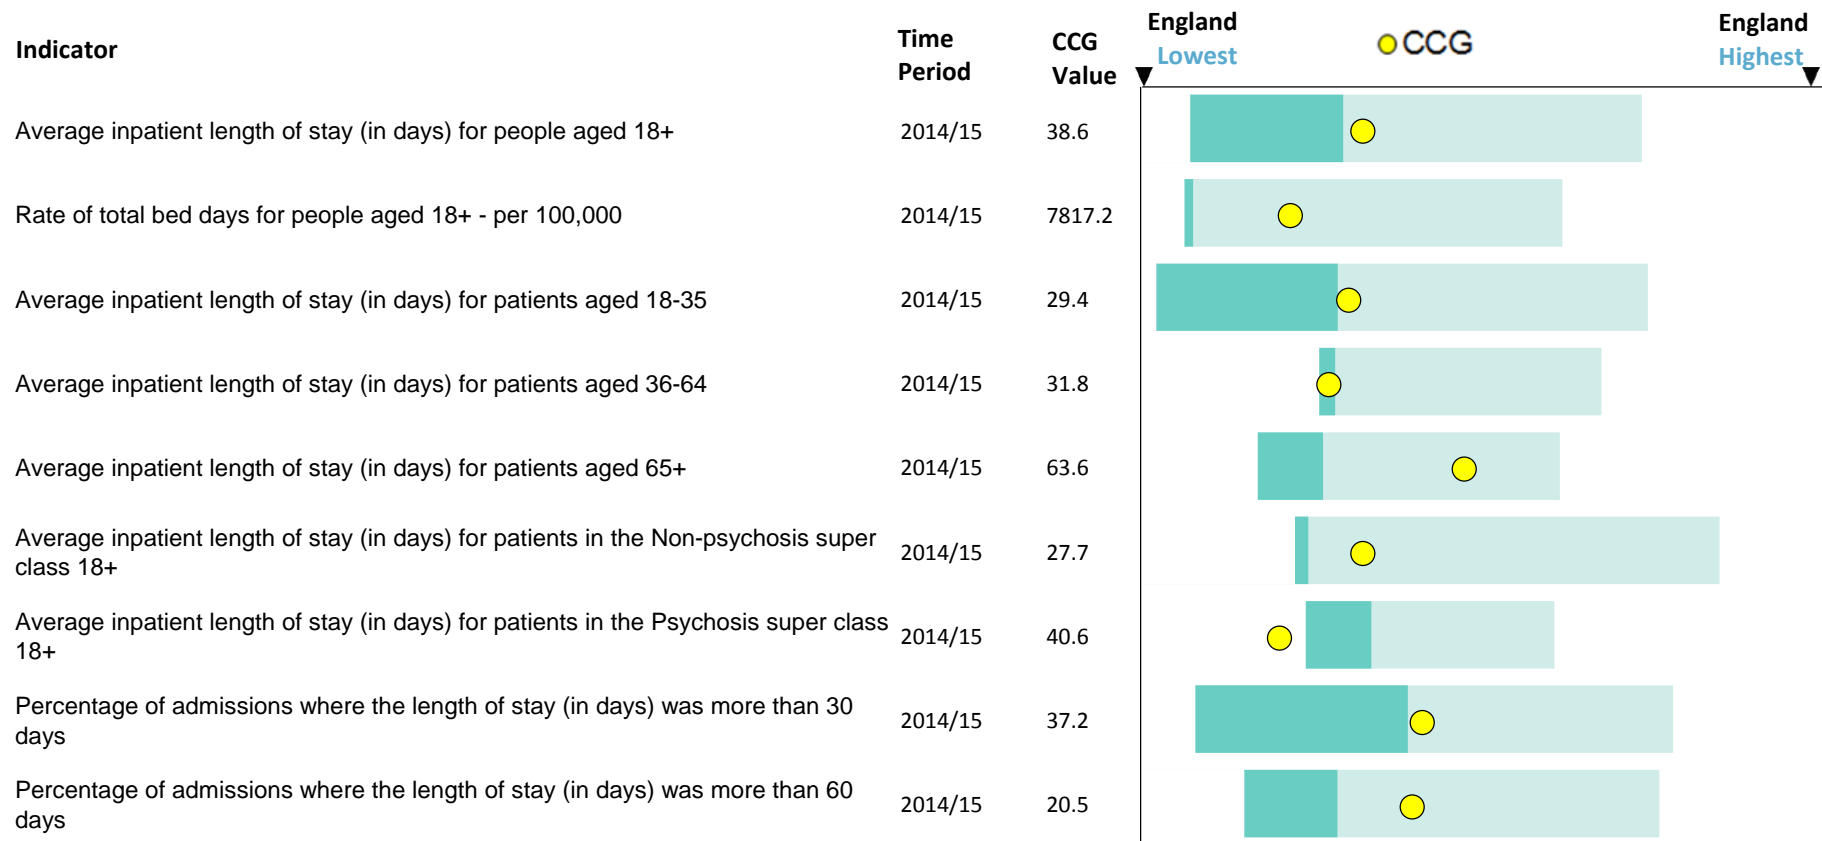 Indicator
Time Period
CCG Value
England Lowest
CCG
England Highest
Average inpatient length of stay (in days) for people aged 18+ 2014/15 38.6
Rate of total bed days for people aged 18+ - per 100,000 2014/15 7817.2
Average inpatient length of stay (in days) for patients aged 18-35 2014/15 29.4
Average inpatient length of stay (in days) for patients aged 36-64 2014/15 31.8
Average inpatient length of stay (in days) for patients aged 65+ 2014/15 63.6
Average inpatient length of stay (in days) for patients in the Non-psychosis super
class 18+
2014/15 27.7
Average inpatient length of stay (in days) for patients in the Psychosis super class
18+
2014/15 40.6
Percentage of admissions where the length of stay (in days) was more than 30
days
2014/15 37.2
Percentage of admissions where the length of stay (in days) was more than 60
days
2014/15 20.5